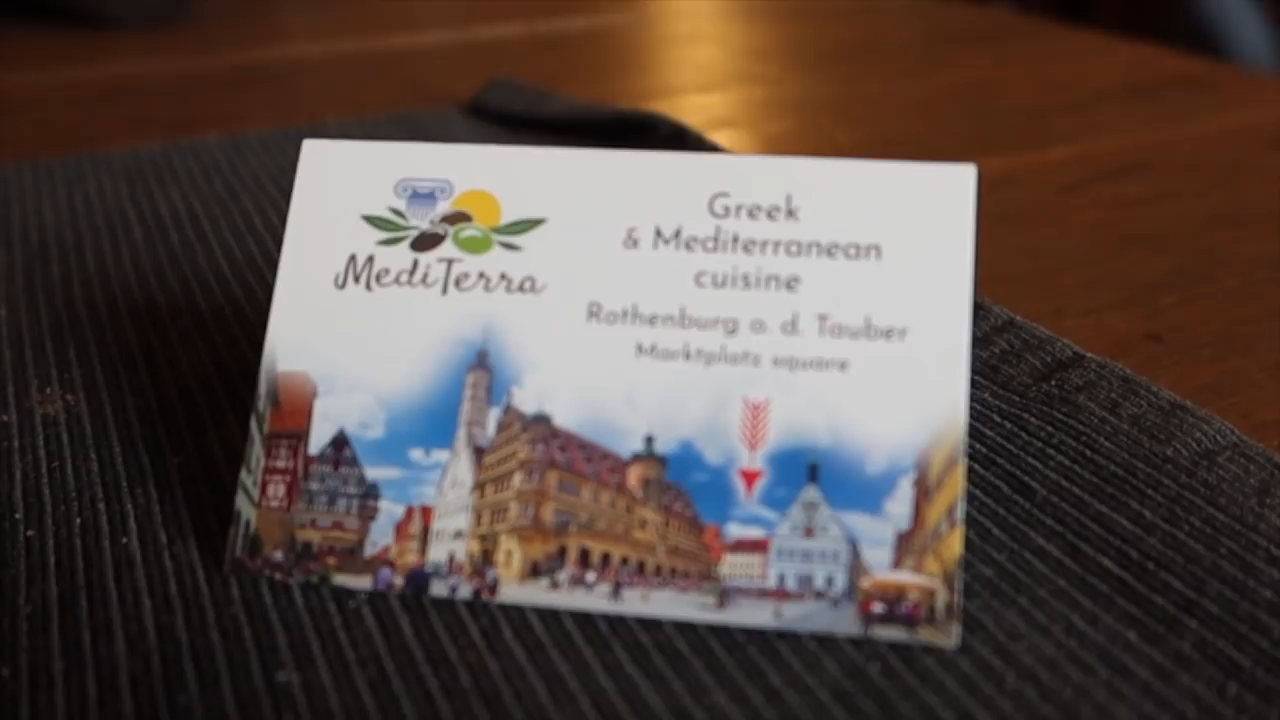 MediTerra
Greek
& Mediterranean
cuisine
Rothenburg o. d. Tauber
Marktplatz square